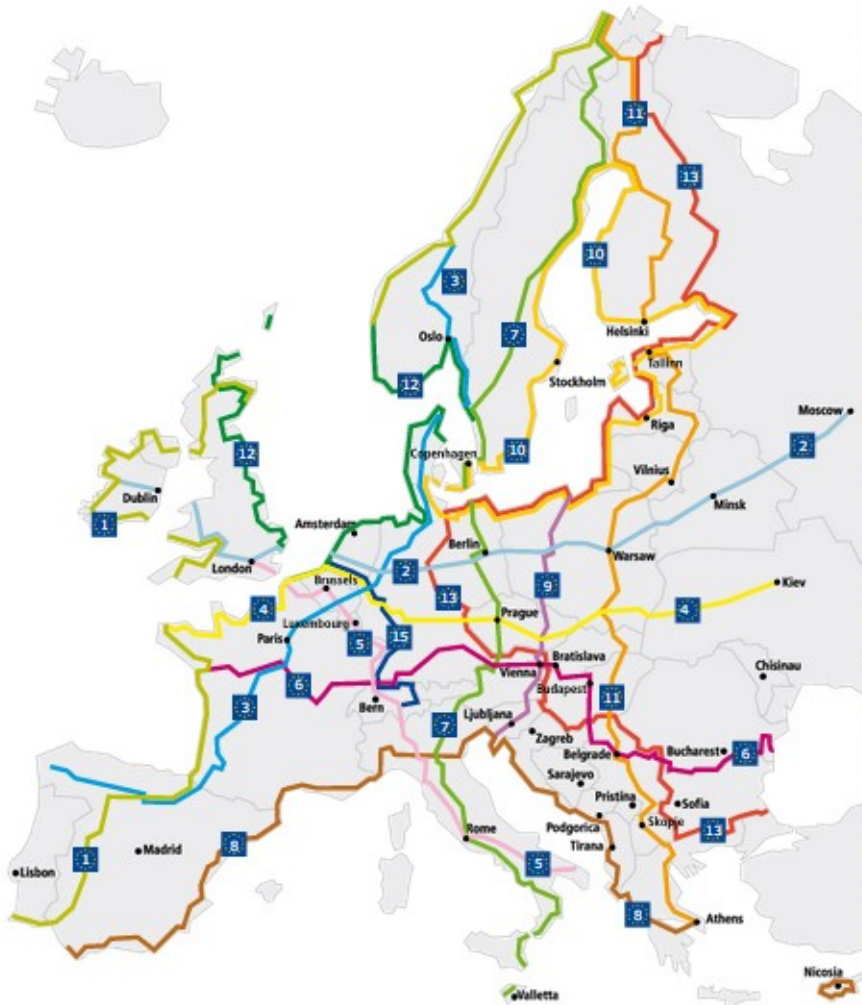 11
13
3
10
Oslo
7
Helsinki
Tallinn
12
Stockholm
Moscow
Riga
2
12
10
Copenhagen
Vilnius
Dublin
Minsk
1
Amsterdam
Berlin
Warsaw
London
2
Brussels
9
Kiev
13
4
4
Prague
Luxembourg
15
Paris
5
Bratislava
Vienna
Chisinau
6
Budapest
Bern
11
3
Ljubljana
7
Zagreb
Belgrade
Bucharest
6
Sarajevo
Pristina
Sofia
Podgorica
Skopje
13
Rome
Tirana
8
Madrid
1
5
Lisbon
8
Athens
Nicosia
Valletta